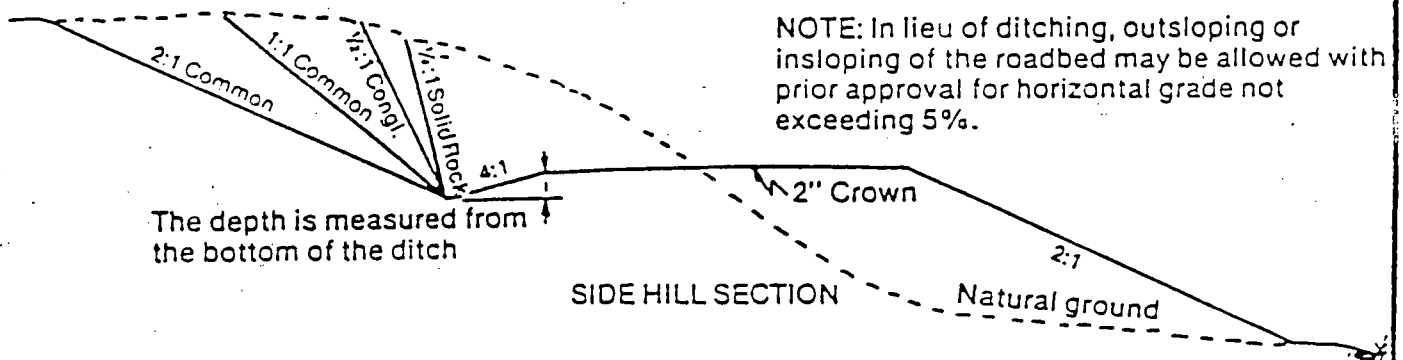 NOTE: In lieu of ditching, outsloping or
insloping of the roadbed may be allowed with
prior approval for horizontal grade not
exceeding 5%.
2:1 Common
1:1 Common
½:1 Congl.
¼:1 Solid Rock
4:1
2" Crown
The depth is measured from
the bottom of the ditch
2:1
SIDE HILL SECTION
Natural ground